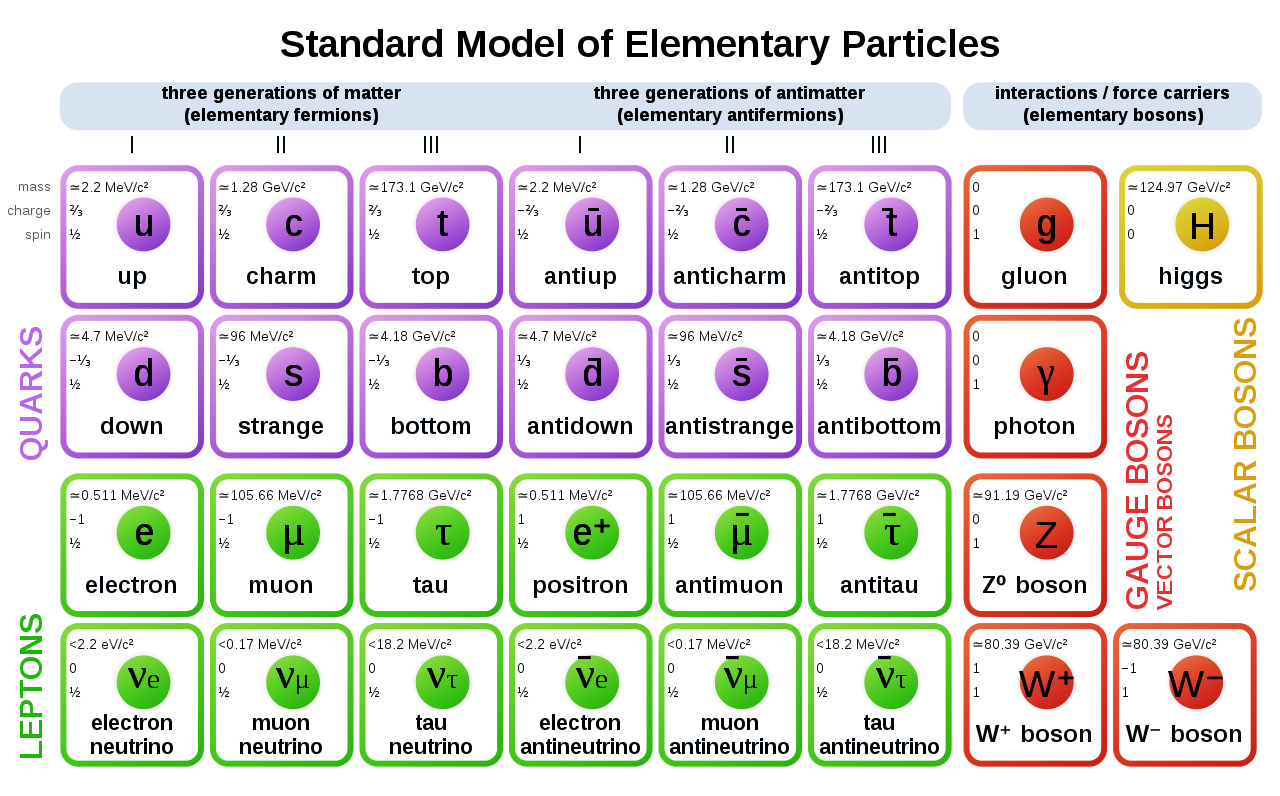 Standard Model of Elementary Particles
three generations of matter
(elementary fermions)
three generations of antimatter
(elementary antifermions)
interactions / force carriers
(elementary bosons)
I II III I II III
mass
charge
spin
QUARKS
≃2.2 MeV/c²
⅔
½
u
up
≃1.28 GeV/c²
⅔
½
c
charm
≃173.1 GeV/c²
⅔
½
t
top
≃2.2 MeV/c²
−⅔
½
ū
antiup
≃1.28 GeV/c²
−⅔
½
c̄
anticharm
≃173.1 GeV/c²
−⅔
½
t̄
antitop
0
0
1
g
gluon
≃124.97 GeV/c²
0
0
H
higgs
≃4.7 MeV/c²
−⅓
½
d
down
≃96 MeV/c²
−⅓
½
s
strange
≃4.18 GeV/c²
−⅓
½
b
bottom
≃4.7 MeV/c²
⅓
½
d̄
antidown
≃96 MeV/c²
⅓
½
s̄
antistrange
≃4.18 GeV/c²
⅓
½
b̄
antibottom
0
0
1
γ
photon
GAUGE BOSONS
VECTOR BOSONS
SCALAR BOSONS
LEPTONS
≃0.511 MeV/c²
−1
½
e
electron
≃105.66 MeV/c²
−1
½
μ
muon
≃1.7768 GeV/c²
−1
½
τ
tau
≃0.511 MeV/c²
1
½
e⁺
positron
≃105.66 MeV/c²
1
½
μ̄
antimuon
≃1.7768 GeV/c²
1
½
τ̄
antitau
≃91.19 GeV/c²
0
1
Z
Z⁰ boson
<2.2 eV/c²
0
½
νe
electron
neutrino
<0.17 MeV/c²
0
½
νμ
muon
neutrino
<18.2 MeV/c²
0
½
ντ
tau
neutrino
<2.2 eV/c²
0
½
ν̄e
electron
antineutrino
<0.17 MeV/c²
0
½
ν̄μ
muon
antineutrino
<18.2 MeV/c²
0
½
ν̄τ
tau
antineutrino
≃80.39 GeV/c²
1
1
W⁺
W⁺ boson
≃80.39 GeV/c²
−1
1
W⁻
W⁻ boson